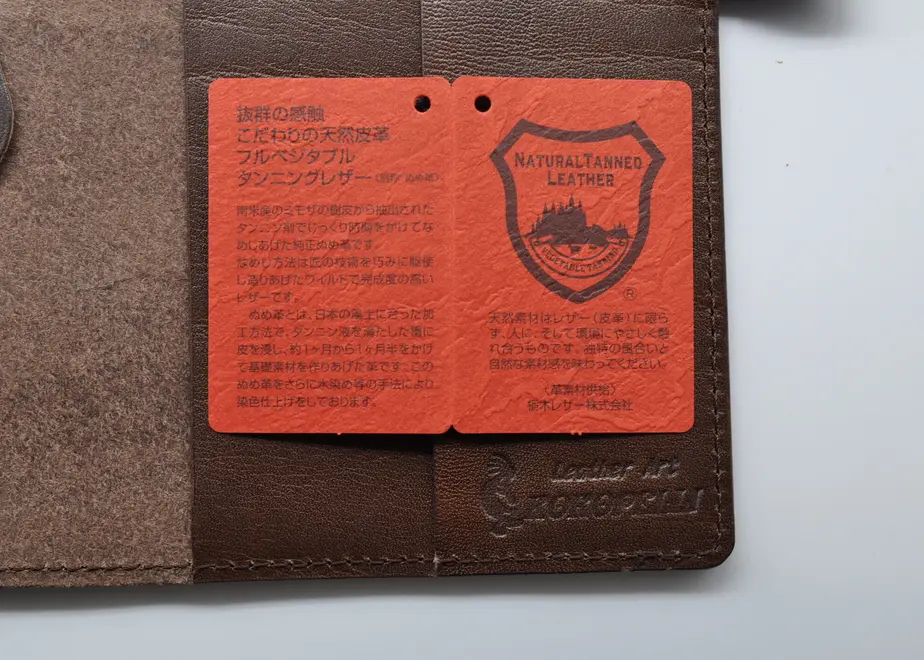 抜群の感触
こだわりの天然皮革
フルベジタブル
タンニングレザー(別称 ぬめ革)
南米産のミモザの樹皮から抽出された
タンニン剤でじっくり時間をかけてな
めしあげた純正ぬめ革です。
なめし方法は匠の技術を巧みに駆使
し造りあげたワイルドで完成度の高い
レザーです。
ぬめ革とは、日本の風土に合った加
工方法で、タンニン液を満たした槽に
皮を浸し、約1ヶ月から1ヶ月半をかけ
て基礎素材を作りあげた革です。この
ぬめ革をさらに水染め等の手法により
染色仕上げをしております。
NATURALTANNED
LEATHER
VEGETABLETANNING
®
天然素材はレザー(皮革)に限ら
ず、人に、そして環境にやさしく触
れ合うものです。独特の風合いと
自然な素材感を味わってください。
〈革素材供給〉
栃木レザー株式会社
Leather Art
KOKOPELLI